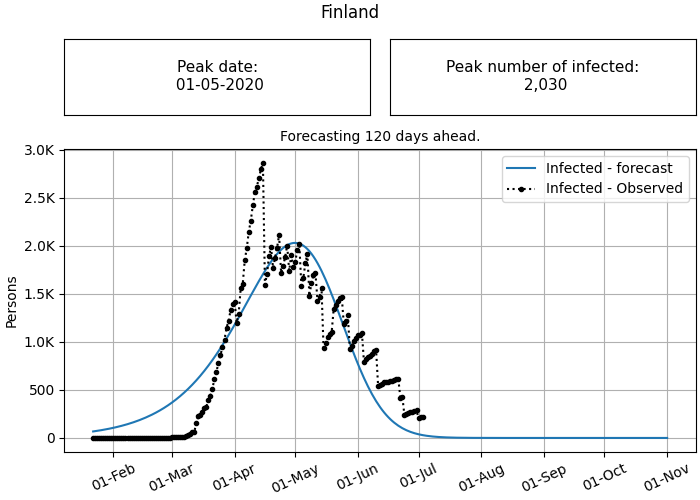 Finland
Peak date:
01-05-2020
Peak number of infected:
2,030
Forecasting 120 days ahead.
3.0K
2.5K
2.0K
1.5K
1.0K
500
0
Persons
Infected - forecast
Infected - Observed
01-Feb
01-Mar
01-Apr
01-May
01-Jun
01-Jul
01-Aug
01-Sep
01-Oct
01-Nov